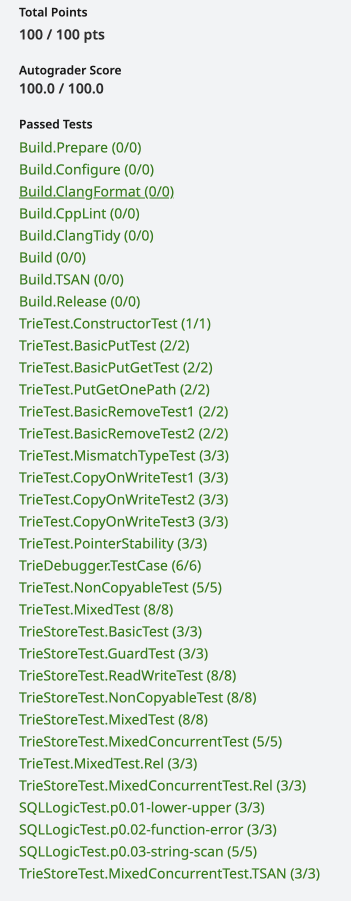 Total Points
100 / 100 pts
Autograder Score
100.0 / 100.0
Passed Tests
Build.Prepare (0/0)
Build.Configure (0/0)
Build.ClangFormat (0/0)
Build.CppLint (0/0)
Build.ClangTidy (0/0)
Build (0/0)
Build.TSAN (0/0)
Build.Release (0/0)
TrieTest.ConstructorTest (1/1)
TrieTest.BasicPutTest (2/2)
TrieTest.BasicPutGetTest (2/2)
TrieTest.PutGetOnePath (2/2)
TrieTest.BasicRemoveTest1 (2/2)
TrieTest.BasicRemoveTest2 (2/2)
TrieTest.MismatchTypeTest (3/3)
TrieTest.CopyOnWriteTest1 (3/3)
TrieTest.CopyOnWriteTest2 (3/3)
TrieTest.CopyOnWriteTest3 (3/3)
TrieTest.PointerStability (3/3)
TrieDebugger.TestCase (6/6)
TrieTest.NonCopyableTest (5/5)
TrieTest.MixedTest (8/8)
TrieStoreTest.BasicTest (3/3)
TrieStoreTest.GuardTest (3/3)
TrieStoreTest.ReadWriteTest (8/8)
TrieStoreTest.NonCopyableTest (8/8)
TrieStoreTest.MixedTest (8/8)
TrieStoreTest.MixedConcurrentTest (5/5)
TrieTest.MixedTest.Rel (3/3)
TrieStoreTest.MixedConcurrentTest.Rel (3/3)
SQLLogicTest.p0.01-lower-upper (3/3)
SQLLogicTest.p0.02-function-error (3/3)
SQLLogicTest.p0.03-string-scan (5/5)
TrieStoreTest.MixedConcurrentTest.TSAN (3/3)